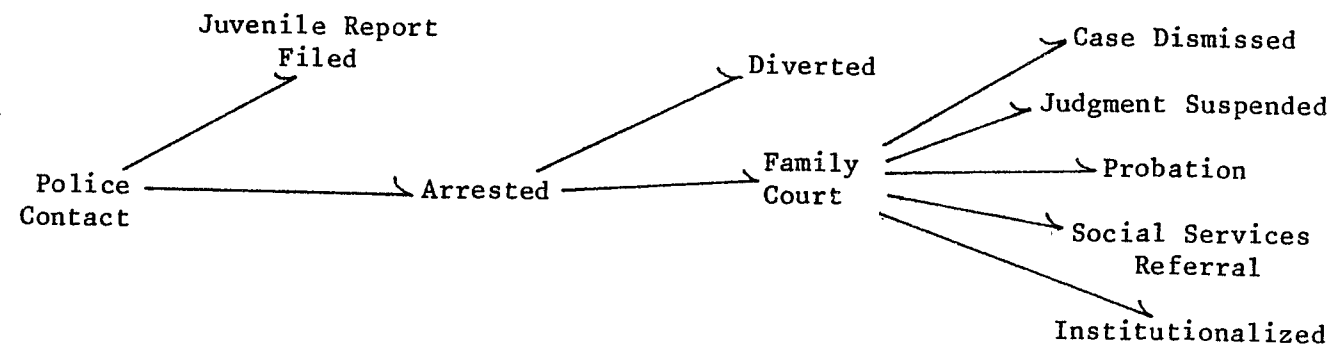 Juvenile Report
Filed
Police
Contact
Arrested
Diverted
Family
Court
Case Dismissed
Judgment Suspended
Probation
Social Services
Referral
Institutionalized